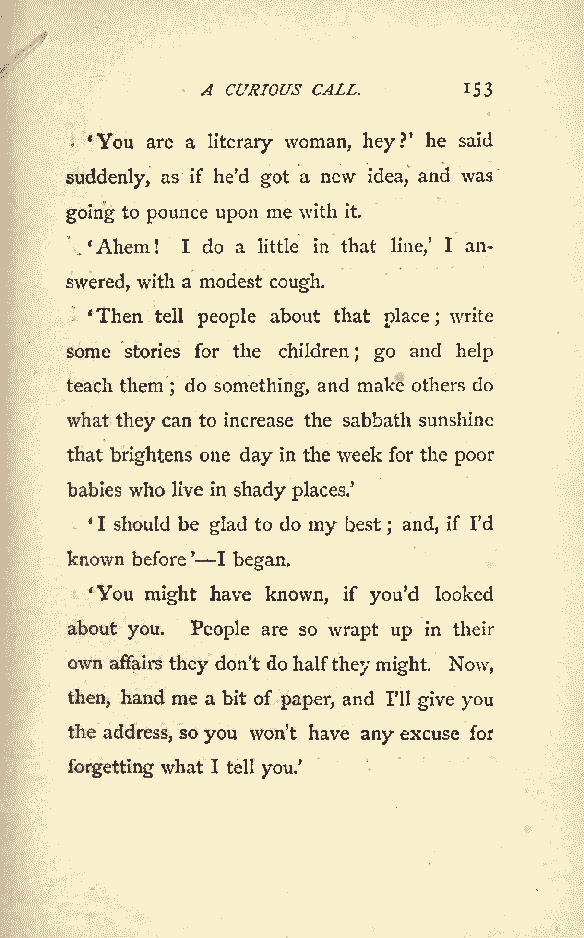 A CURIOUS CALL. 153
‘You are a literary woman, hey?’ he said
suddenly, as if he’d got a new idea, and was
going to pounce upon me with it.
‘Ahem! I do a little in that line,’ I an-
swered, with a modest cough.
‘Then tell people about that place; write
some stories for the children; go and help
teach them; do something, and make others do
what they can to increase the sabbath sunshine
that brightens one day in the week for the poor
babies who live in shady places.’
‘I should be glad to do my best; and, if I’d
known before’—I began.
‘You might have known, if you’d looked
about you. People are so wrapt up in their
own affairs they don’t do half they might. Now,
then, hand me a bit of paper, and I’ll give you
the address, so you won’t have any excuse for
forgetting what I tell you.’